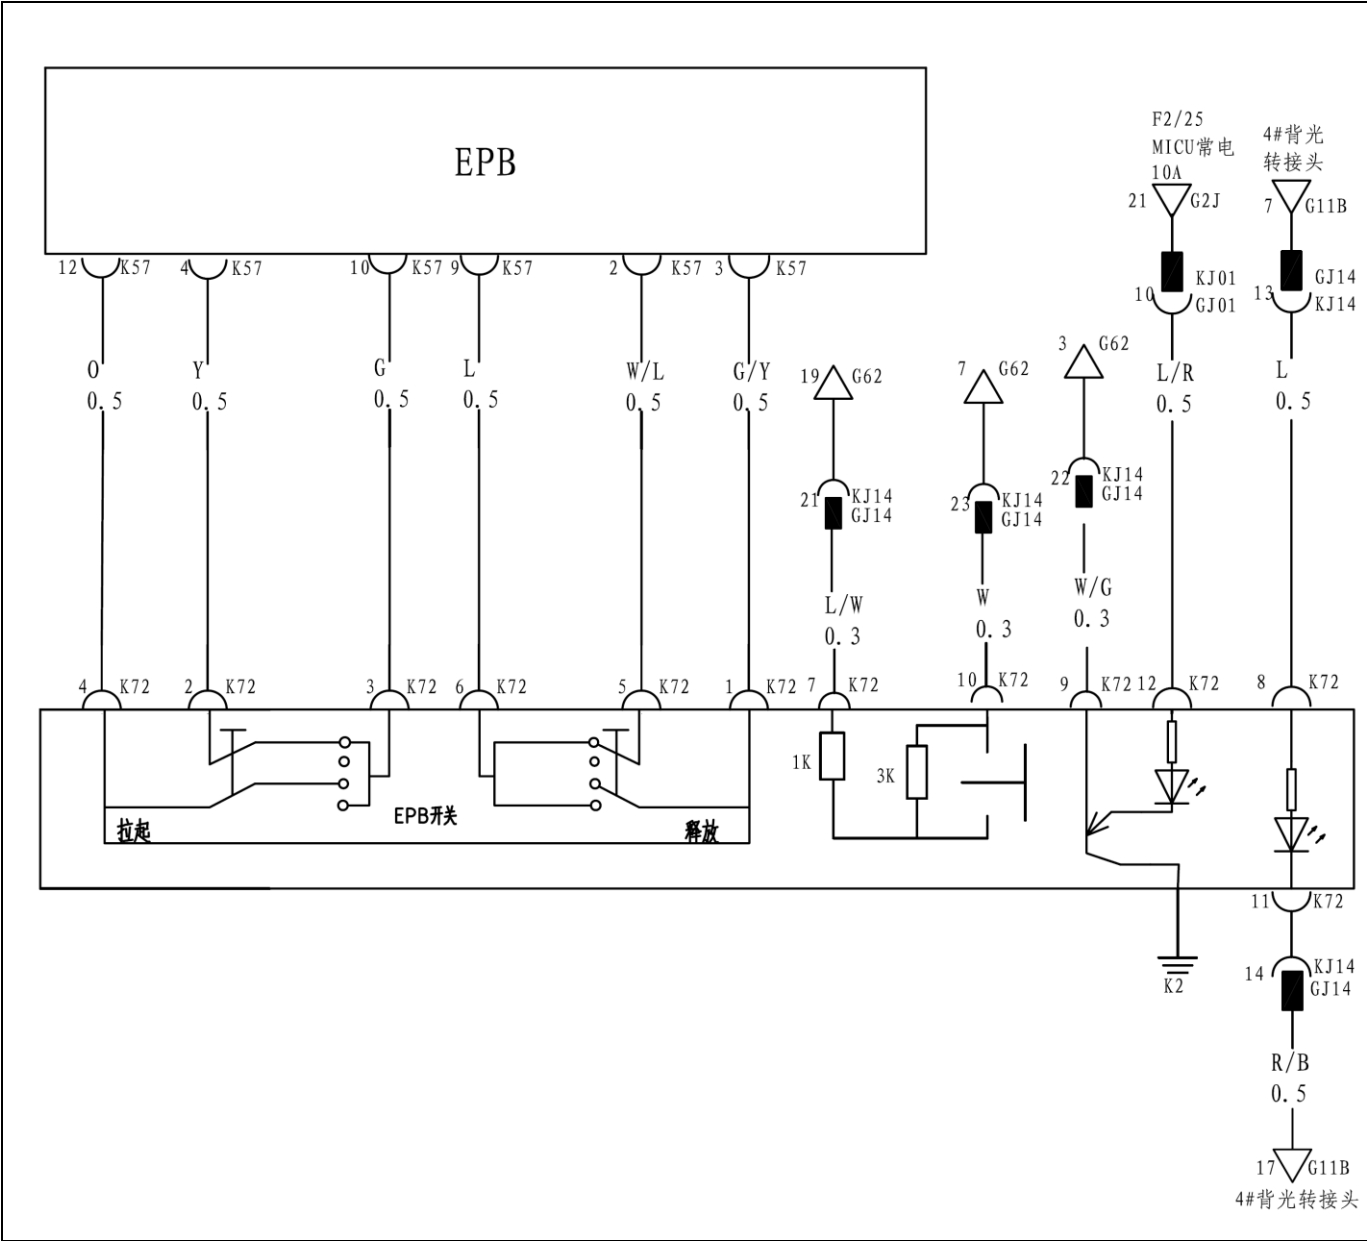 EPB
F2/25
MICU常电
10A
4#背光
转接头
21 G2J
7 G11B
12 K57
4 K57
10 K57
9 K57
2 K57
3 K57
KJ01
10 GJ01
GJ14
13 KJ14
O
0.5
Y
0.5
G
0.5
L
0.5
W/L
0.5
G/Y
0.5
19 G62
7 G62
3 G62
L/R
0.5
L
0.5
21 KJ14
GJ14
23 KJ14
GJ14
22 KJ14
GJ14
L/W
0.3
W
0.3
W/G
0.3
4 K72
2 K72
3 K72
6 K72
5 K72
1 K72
7 K72
10 K72
9 K72
12 K72
8 K72
1K
3K
拉起
EPB开关
释放
11 K72
K2
14 KJ14
GJ14
R/B
0.5
17 G11B
4#背光转接头